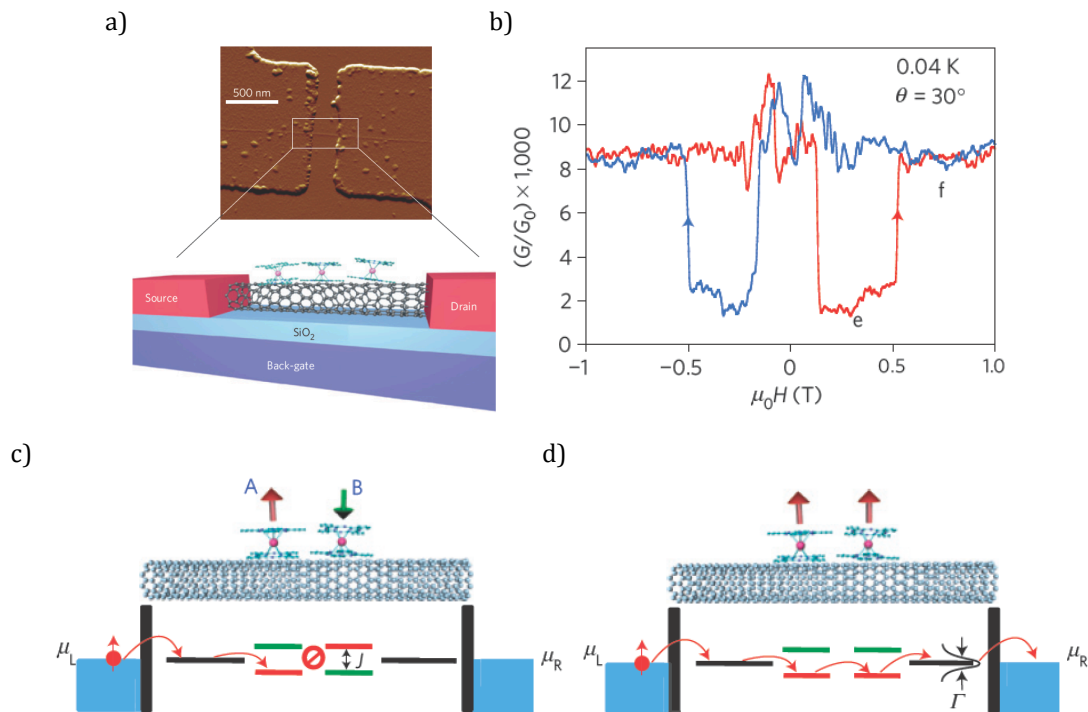 a)
500 nm
Source
Drain
SiO₂
Back-gate
b)
(G/G₀) × 1,000
12
10
8
6
4
2
0
0.04 K
θ = 30°
f
e
−1
−0.5
0
0.5
1.0
μ₀H (T)
c)
A
B
μL
J
μR
d)
μL
Γ
μR